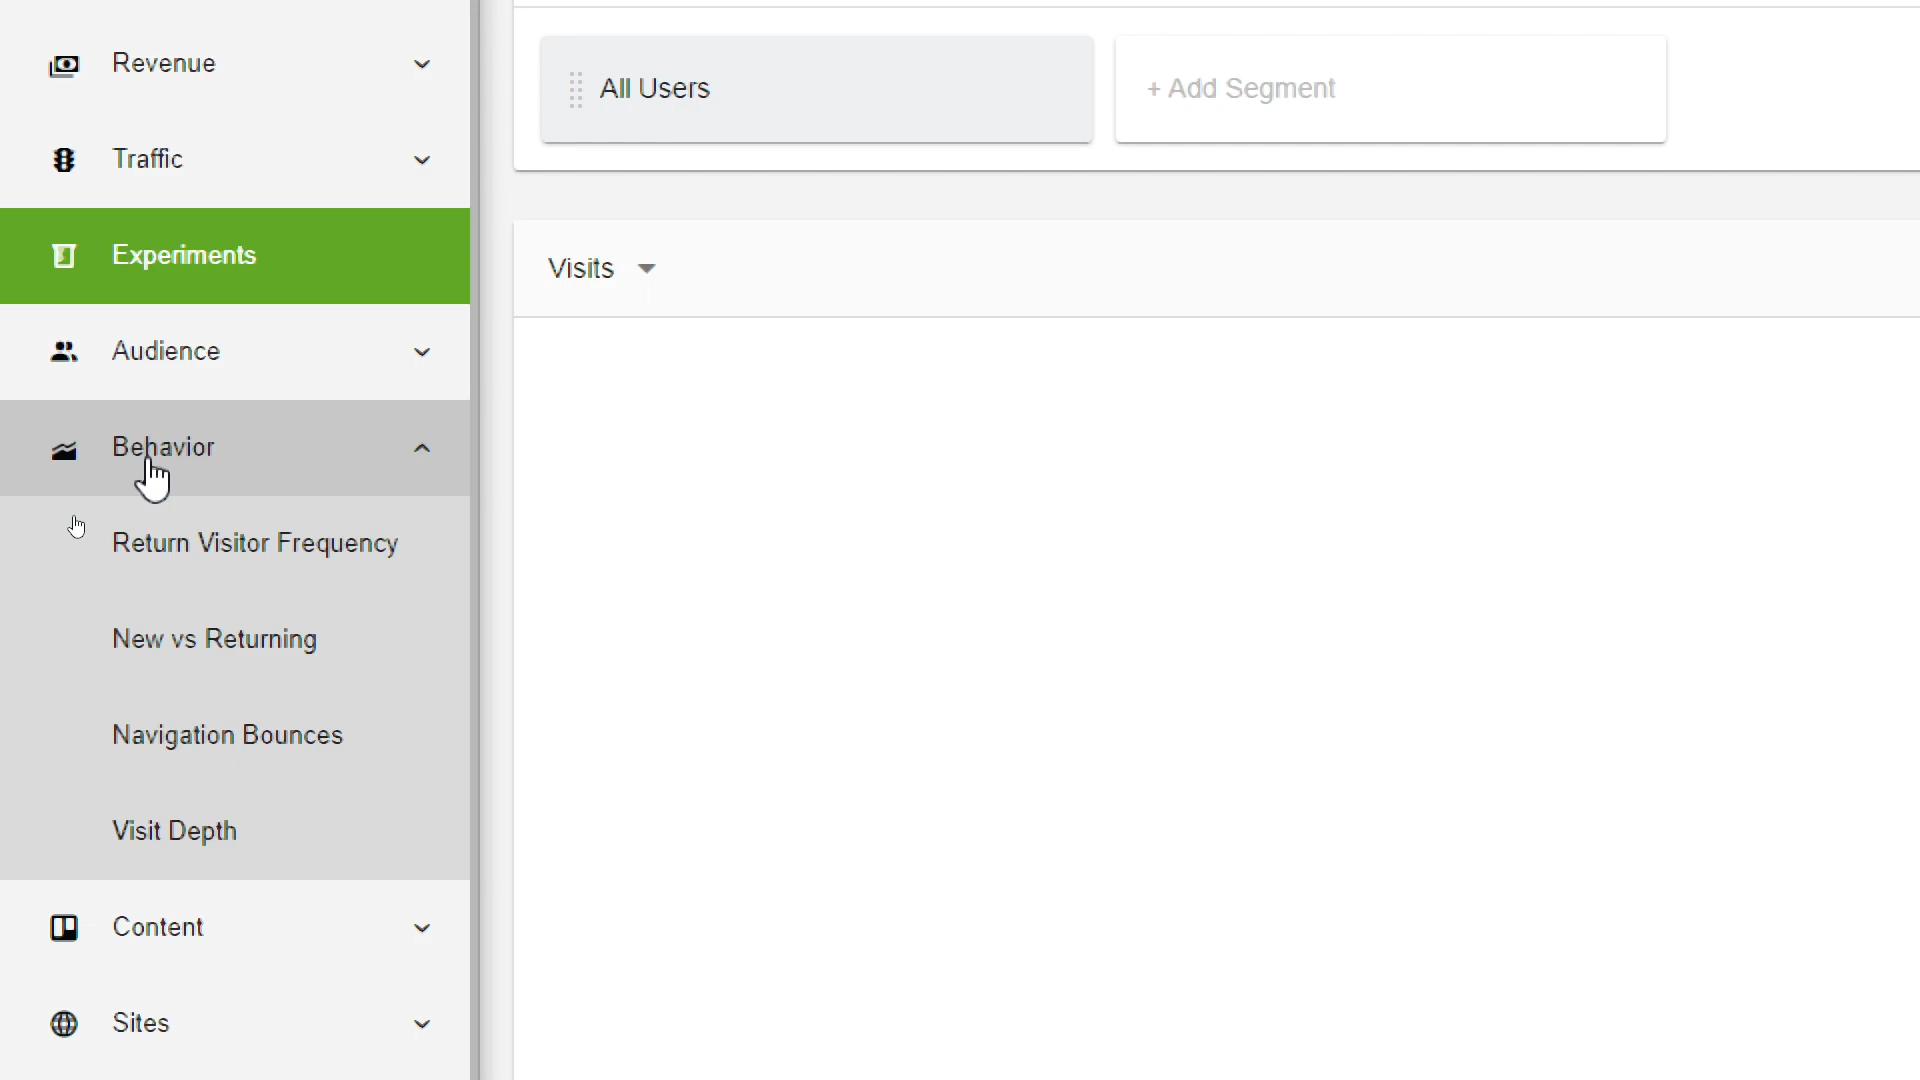 Revenue
Traffic
Experiments
Audience
Behavior
Return Visitor Frequency
New vs Returning
Navigation Bounces
Visit Depth
Content
Sites
All Users
+ Add Segment
Visits